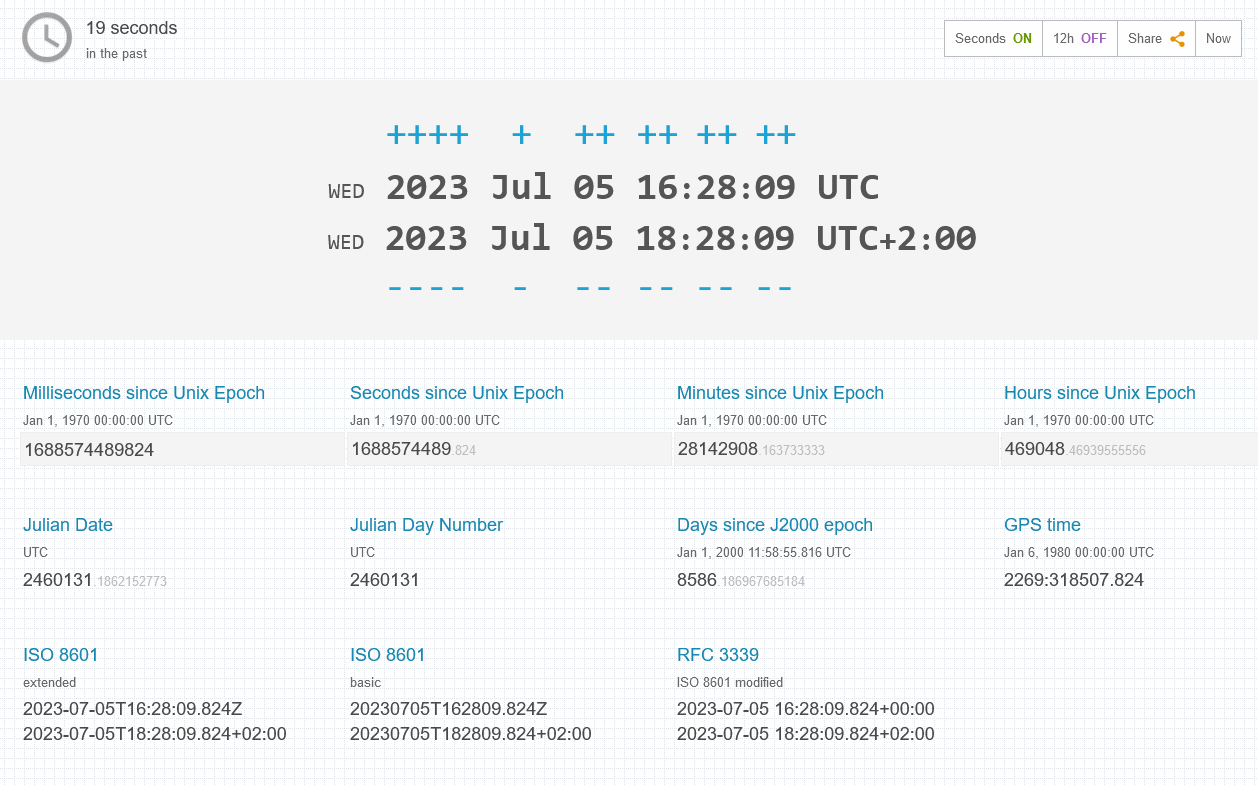 19 seconds
in the past
Seconds ON 12h OFF Share Now
++++ + ++ ++ ++ ++
WED 2023 Jul 05 16:28:09 UTC
WED 2023 Jul 05 18:28:09 UTC+2:00
---- - -- -- -- --
Milliseconds since Unix Epoch
Jan 1, 1970 00:00:00 UTC
1688574489824
Seconds since Unix Epoch
Jan 1, 1970 00:00:00 UTC
1688574489.824
Minutes since Unix Epoch
Jan 1, 1970 00:00:00 UTC
28142908.163733333
Hours since Unix Epoch
Jan 1, 1970 00:00:00 UTC
469048.46939555556
Julian Date
UTC
2460131.1862152773
Julian Day Number
UTC
2460131
Days since J2000 epoch
Jan 1, 2000 11:58:55.816 UTC
8586.186967685184
GPS time
Jan 6, 1980 00:00:00 UTC
2269:318507.824
ISO 8601
extended
2023-07-05T16:28:09.824Z
2023-07-05T18:28:09.824+02:00
ISO 8601
basic
20230705T162809.824Z
20230705T182809.824+02:00
RFC 3339
ISO 8601 modified
2023-07-05 16:28:09.824+00:00
2023-07-05 18:28:09.824+02:00